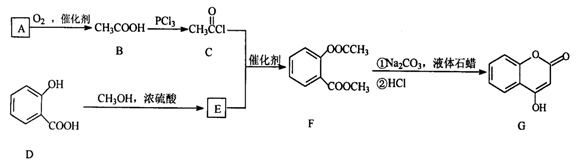 A
O₂，催化剂
CH₃COOH
B
PCl₃
O
CH₃CCl
C
催化剂
OH
COOH
D
CH₃OH，浓硫酸
E
OOCCH₃
COOCH₃
F
①Na₂CO₃，液体石蜡
②HCl
O
O
OH
G